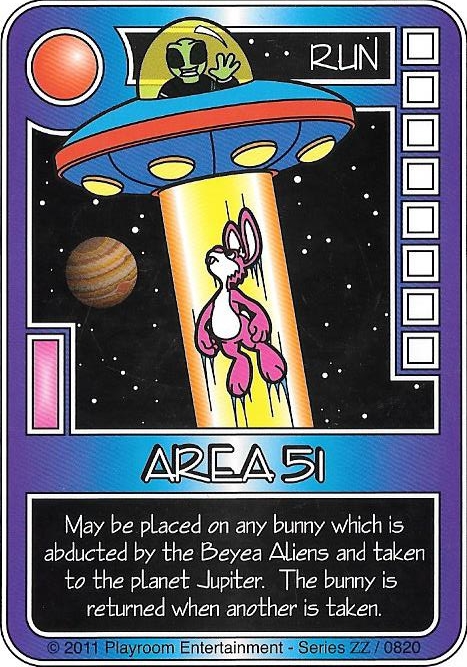 RUN
AREA 51
May be placed on any bunny which is
abducted by the Beyea Aliens and taken
to the planet Jupiter. The bunny is
returned when another is taken.
© 2011 Playroom Entertainment - Series ZZ / 0820